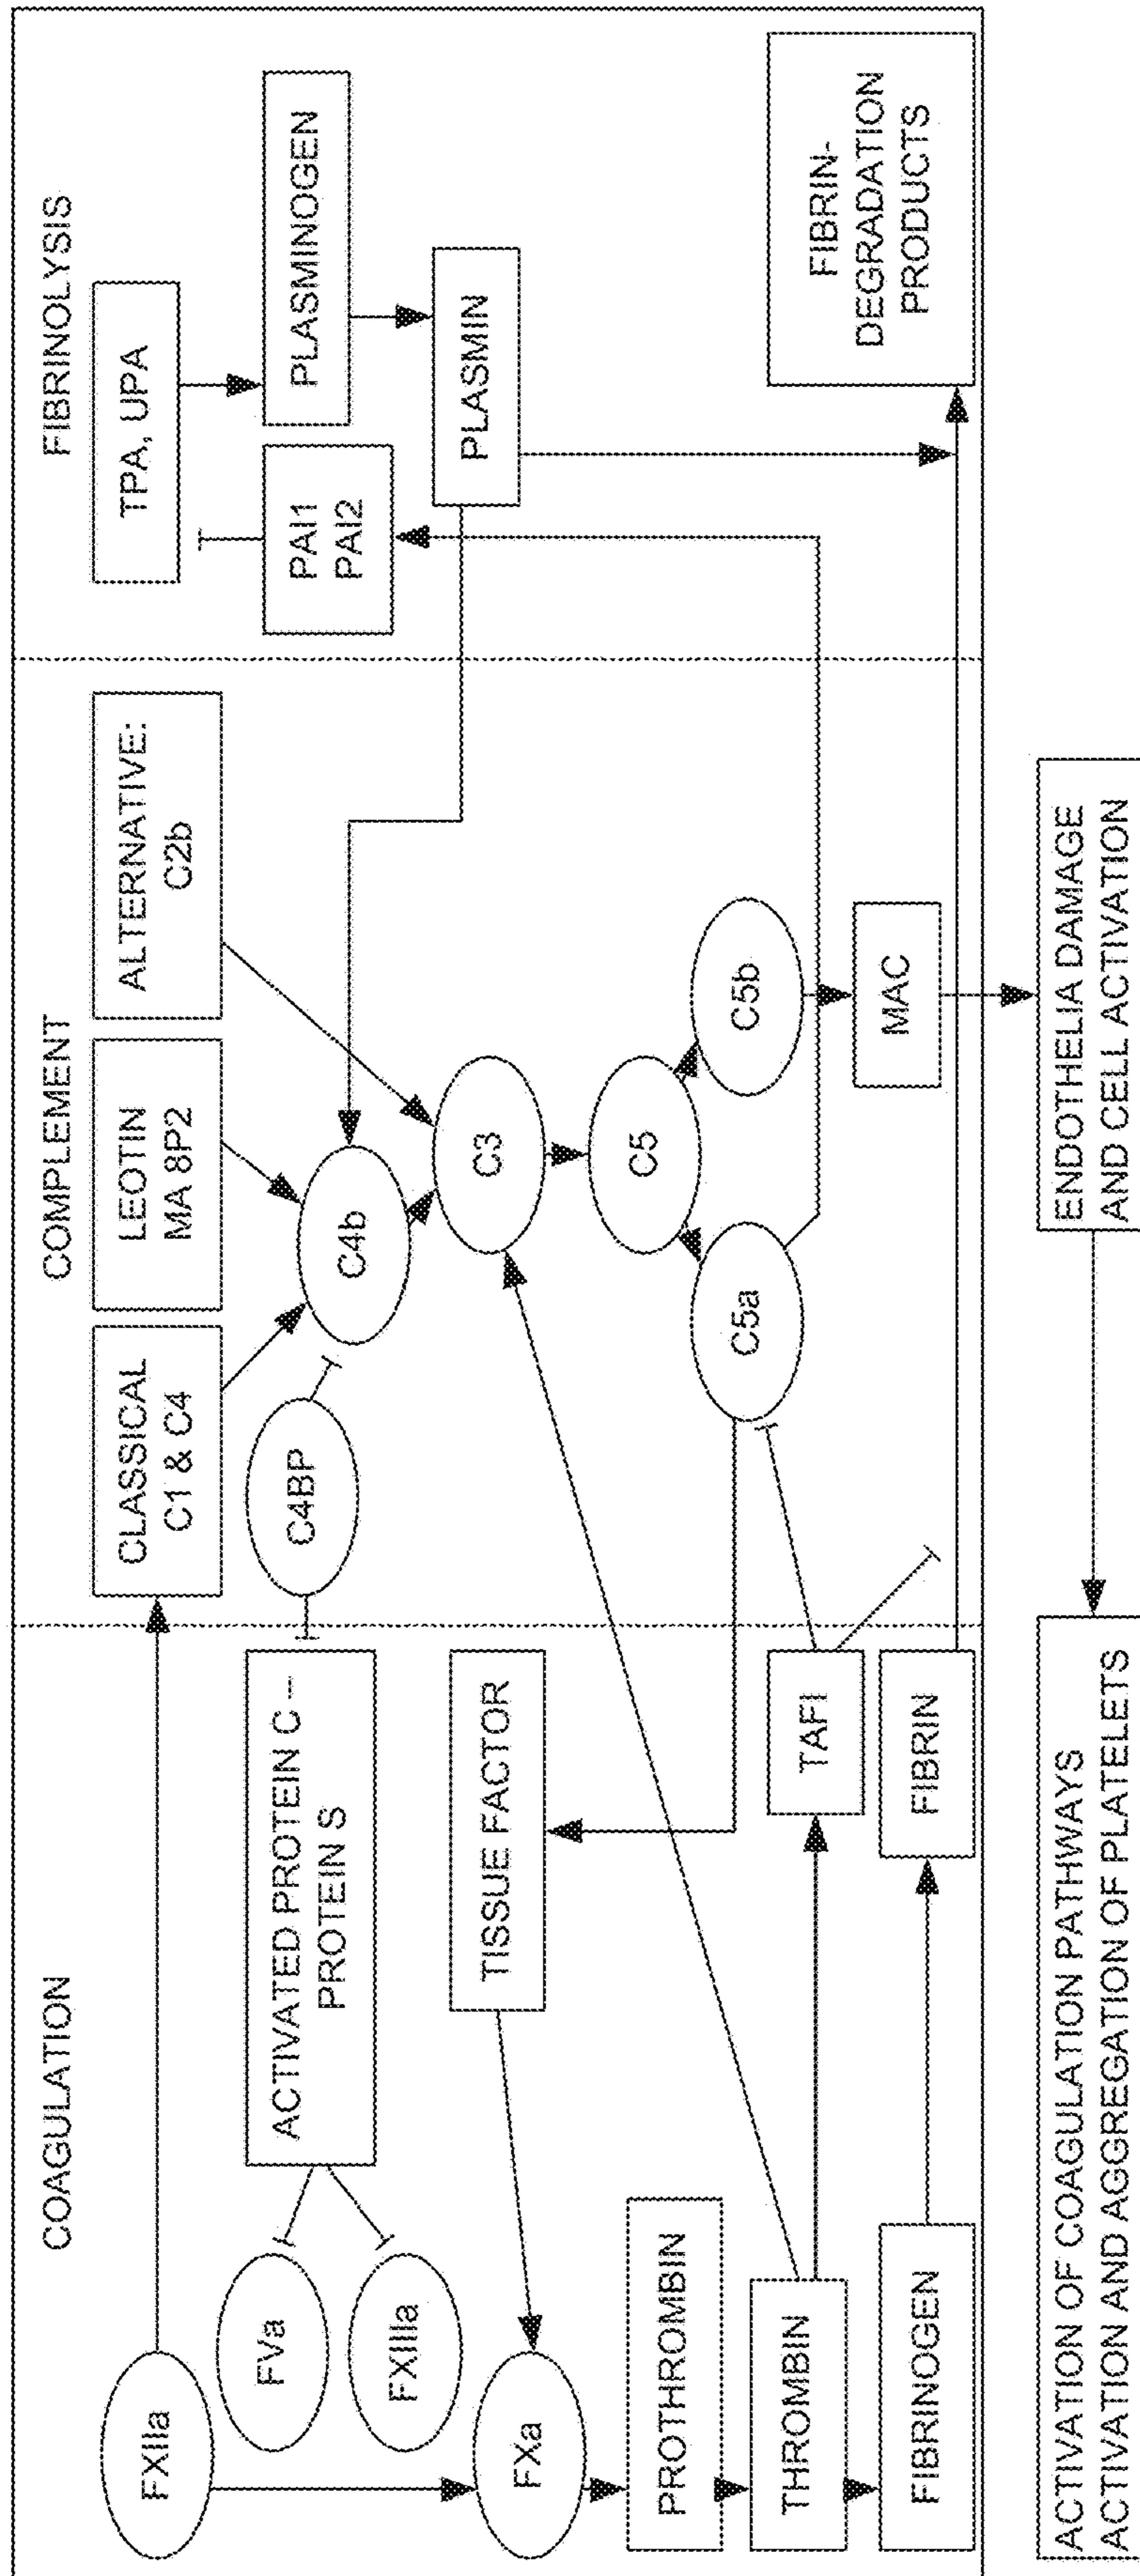 COAGULATION
FXIIa
FVa
FXIIIa
ACTIVATED PROTEIN C –
PROTEIN S
FXa
TISSUE FACTOR
PROTHROMBIN
THROMBIN
TAFI
FIBRINOGEN
FIBRIN
COMPLEMENT
CLASSICAL
C1 & C4
LEOTIN
MA 8P2
ALTERNATIVE:
C2b
C4BP
C4b
C3
C5
C5a
C5b
MAC
FIBRINOLYSIS
TPA, UPA
PAI1
PAI2
PLASMINOGEN
PLASMIN
FIBRIN-
DEGRADATION
PRODUCTS
ACTIVATION OF COAGULATION PATHWAYS
ACTIVATION AND AGGREGATION OF PLATELETS
ENDOTHELIA DAMAGE
AND CELL ACTIVATION